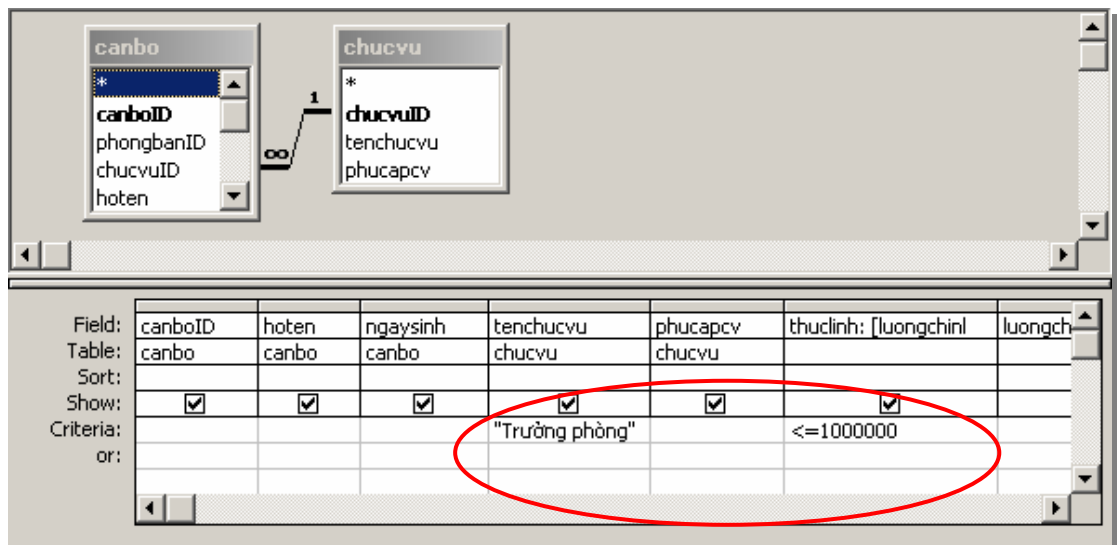 canbo
*
canboID
phongbanID
chucvuID
hoten
∞
1
chucvu
*
chucvuID
tenchucvu
phucapcv
Field: canboID hoten ngaysinh tenchucvu phucapcv thuclinh: [luongchinl luongch
Table: canbo canbo canbo chucvu chucvu
Sort:
Show:
Criteria: "Trưởng phòng" <=1000000
or: